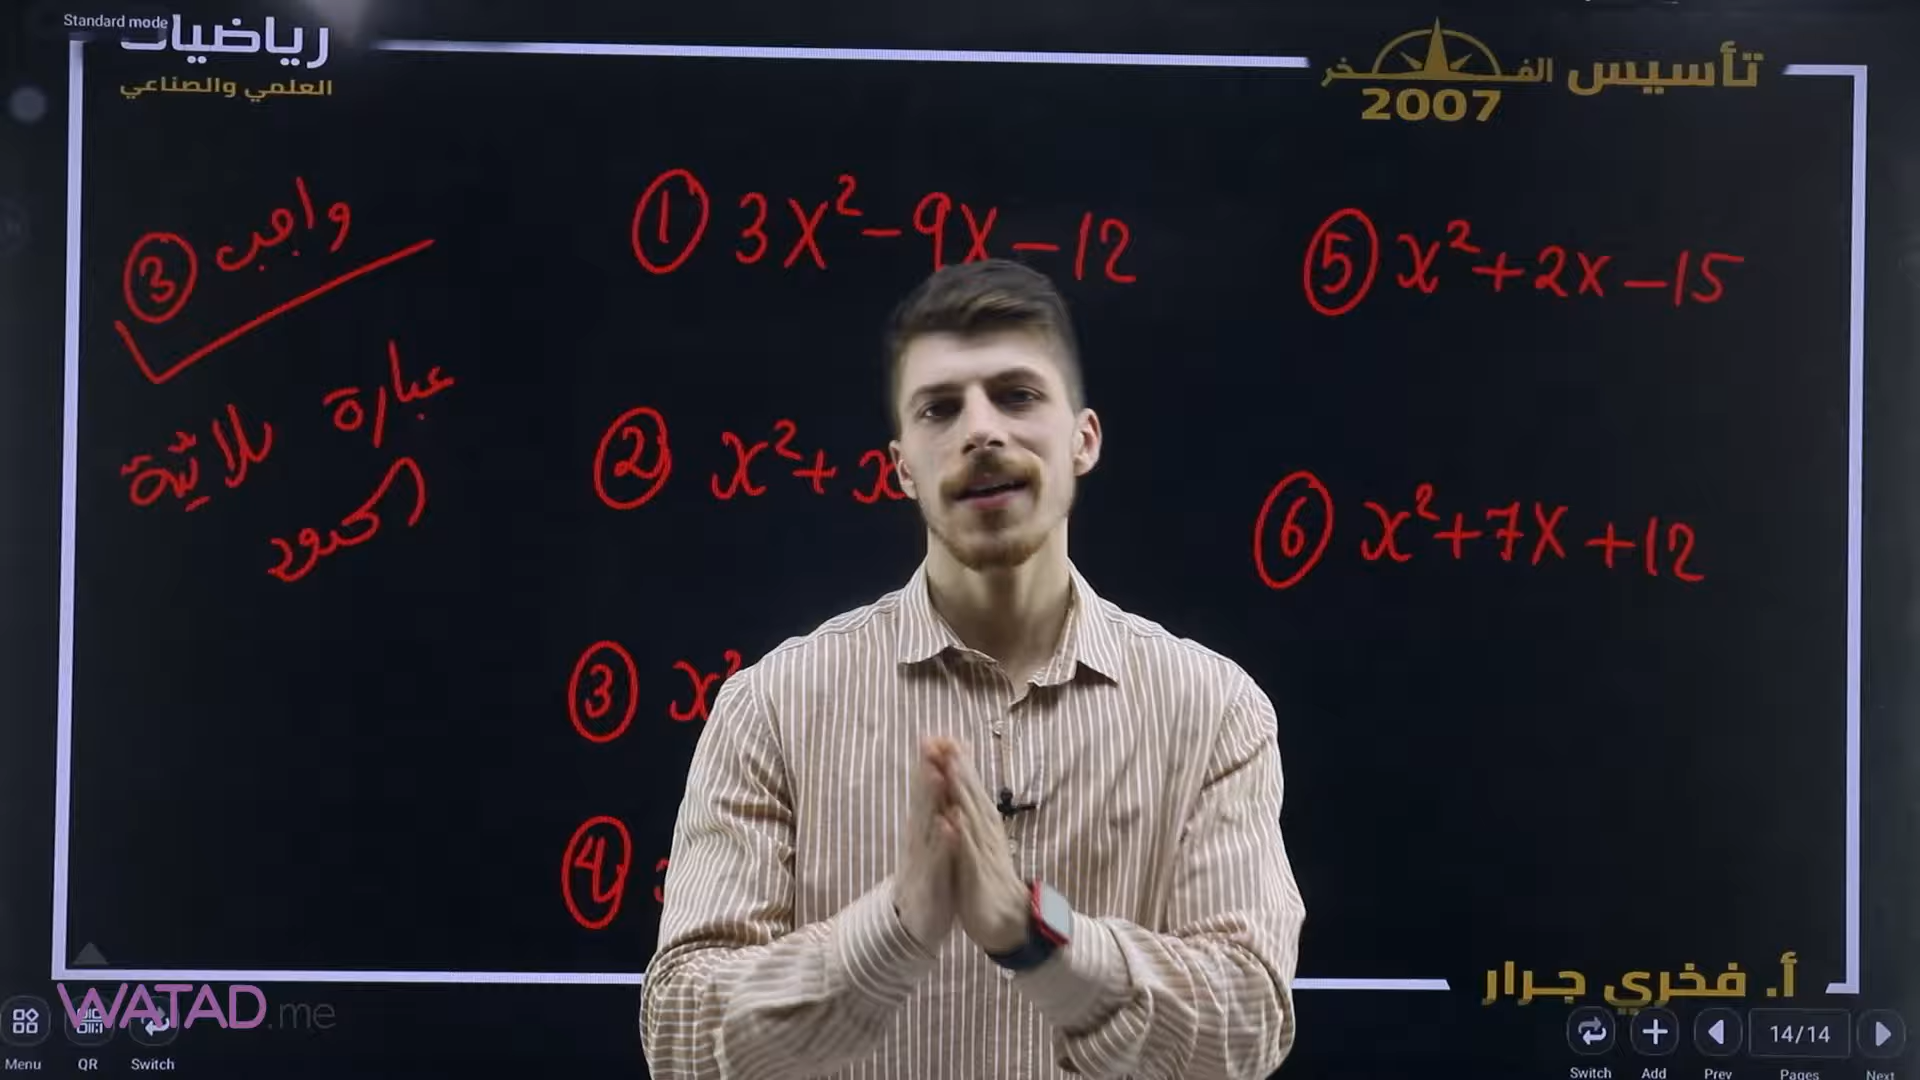 Standard mode
رياضيات
العلمي والصناعي
تأسيس الفخر
2007
واجب ③
عبارة ثلاثية
الحدود
① 3x² - 9x - 12
② x² + x
③ x²
④
⑤ x² + 2x - 15
⑥ x² + 7x + 12
أ. فخري جرار
WATAD.me
Menu QR Switch
Switch Add Prev 14/14 Pages Next